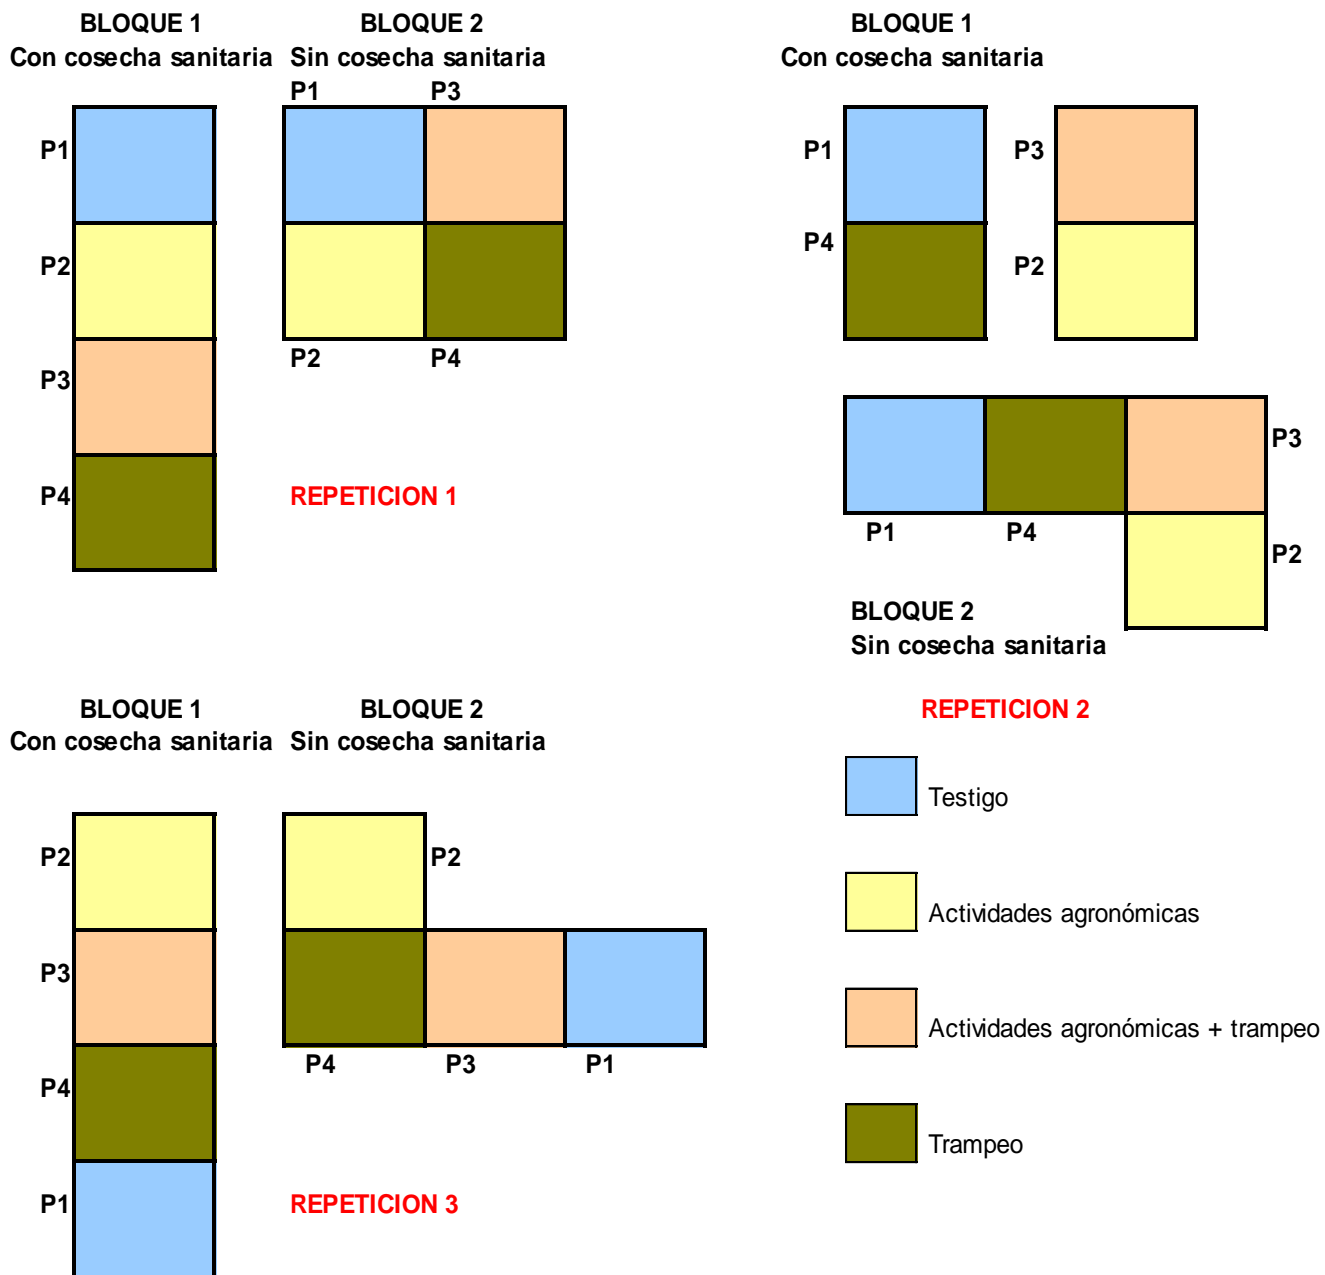 BLOQUE 1
Con cosecha sanitaria
P1
P2
P3
P4
BLOQUE 2
Sin cosecha sanitaria
P1 P3
P2 P4
REPETICION 1
BLOQUE 1
Con cosecha sanitaria
P1 P3
P4 P2
P3
P1 P4
P2
BLOQUE 2
Sin cosecha sanitaria
REPETICION 2
BLOQUE 1
Con cosecha sanitaria
P2
P3
P4
P1
BLOQUE 2
Sin cosecha sanitaria
P2
P4 P3 P1
REPETICION 3
Testigo
Actividades agronómicas
Actividades agronómicas + trampeo
Trampeo